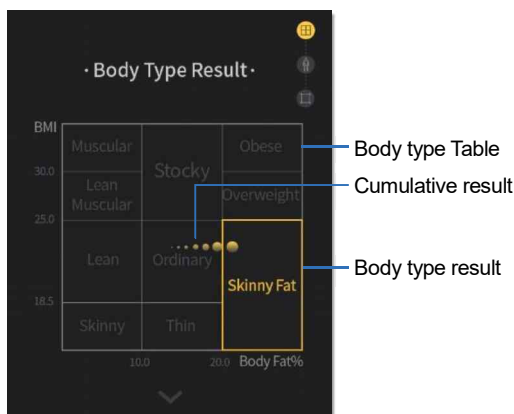 · Body Type Result ·
BMI
Muscular
Obese
30.0
Stocky
Lean
Muscular
Overweight
25.0
Lean
Ordinary
Skinny Fat
18.5
Skinny
Thin
10.0
20.0
Body Fat%
Body type Table
Cumulative result
Body type result